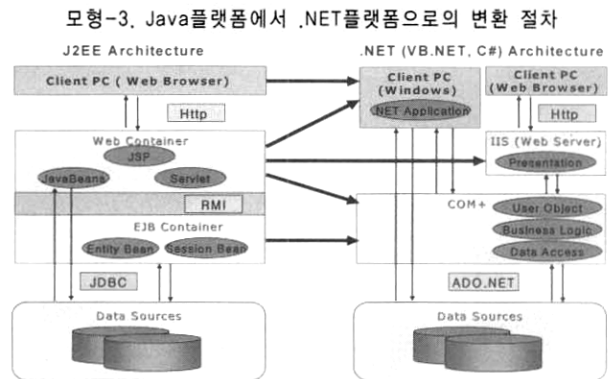 모형-3. Java플랫폼에서 .NET플랫폼으로의 변환 절차
J2EE Architecture
.NET (VB.NET, C#) Architecture
Client PC ( Web Browser)
Client PC
(Windows)
.NET Application
Client PC
(Web Browser)
Http
Http
Web Container
JSP
JavaBeans
Servlet
IIS (Web Server)
Presentation
RMI
COM+
User Object
Business Logic
Data Access
EJB Container
Entity Bean
Session Bean
JDBC
ADO.NET
Data Sources
Data Sources